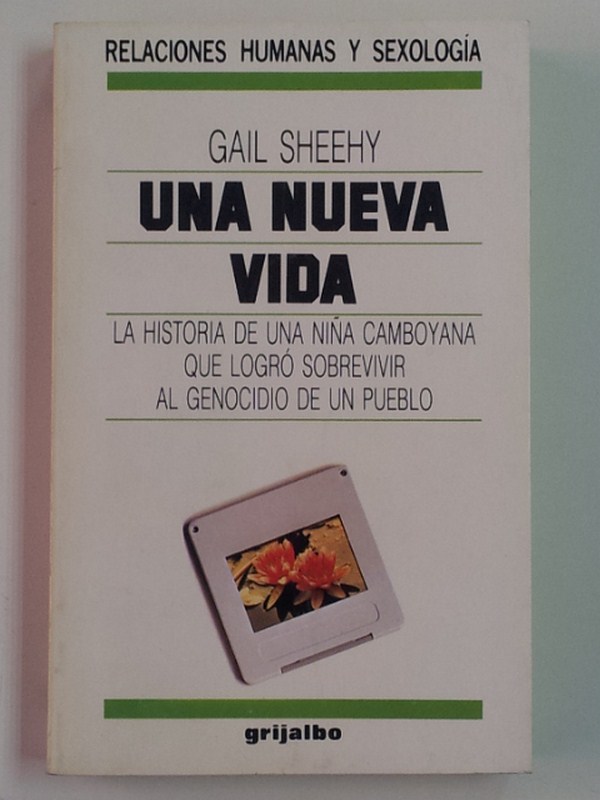 RELACIONES HUMANAS Y SEXOLOGÍA
GAIL SHEEHY
UNA NUEVA
VIDA
LA HISTORIA DE UNA NIÑA CAMBOYANA
QUE LOGRÓ SOBREVIVIR
AL GENOCIDIO DE UN PUEBLO
grijalbo